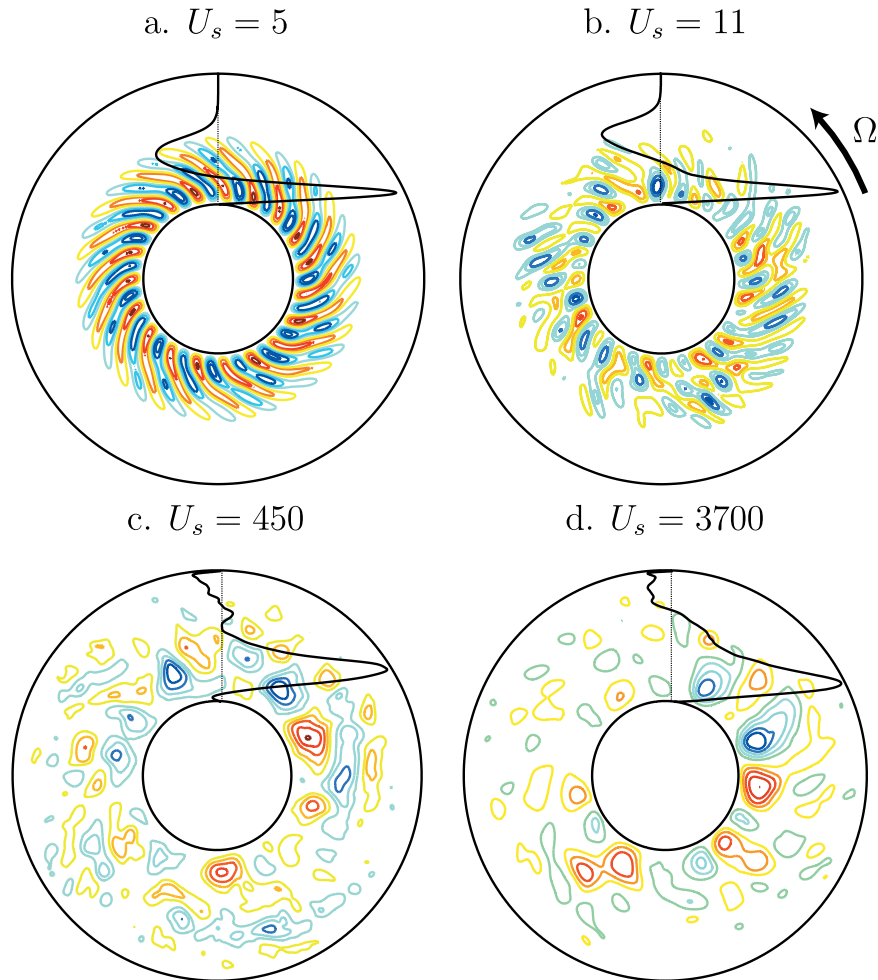 a. $U_s = 5$
b. $U_s = 11$
Ω
c. $U_s = 450$
d. $U_s = 3700$